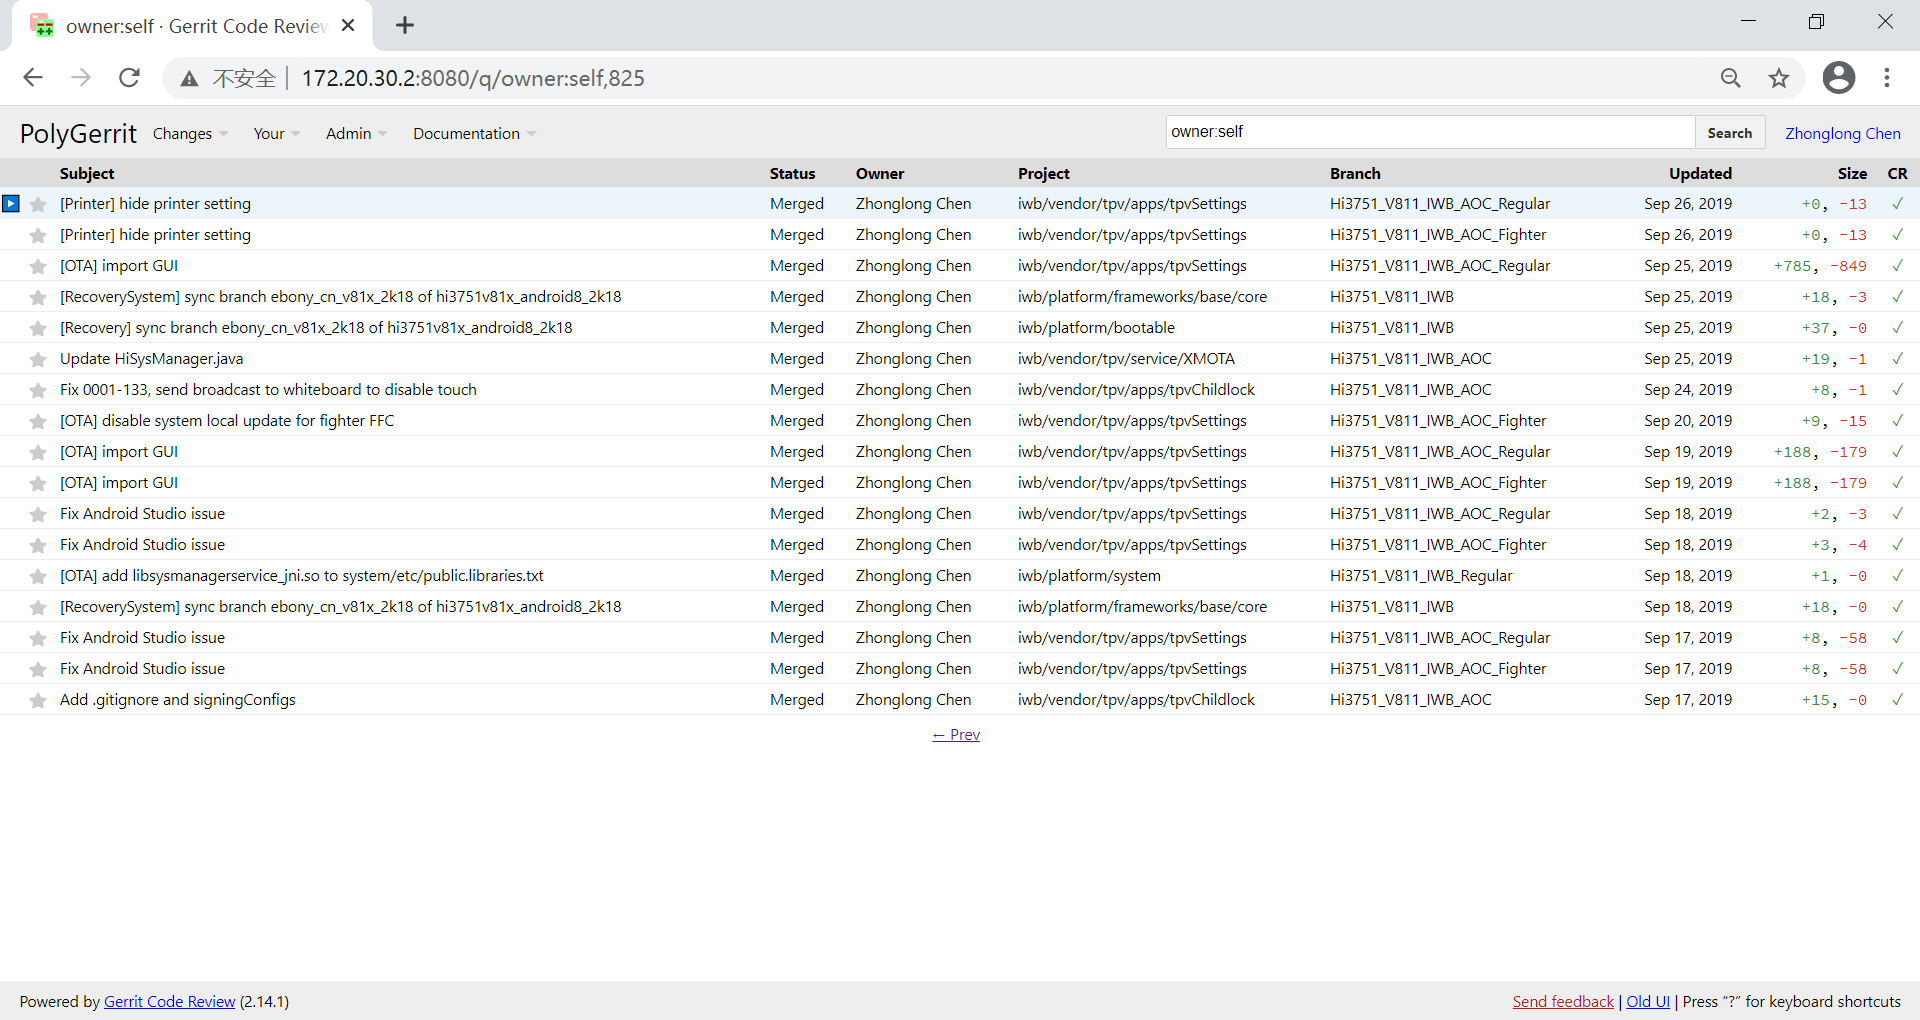 owner:self · Gerrit Code Review
不安全 172.20.30.2:8080/q/owner:self,825
PolyGerrit Changes Your Admin Documentation owner:self Search Zhonglong Chen
Subject Status Owner Project Branch Updated Size CR
[Printer] hide printer setting Merged Zhonglong Chen iwb/vendor/tpv/apps/tpvSettings Hi3751_V811_IWB_AOC_Regular Sep 26, 2019 +0, -13 ✓
[Printer] hide printer setting Merged Zhonglong Chen iwb/vendor/tpv/apps/tpvSettings Hi3751_V811_IWB_AOC_Fighter Sep 26, 2019 +0, -13 ✓
[OTA] import GUI Merged Zhonglong Chen iwb/vendor/tpv/apps/tpvSettings Hi3751_V811_IWB_AOC_Regular Sep 25, 2019 +785, -849 ✓
[RecoverySystem] sync branch ebony_cn_v81x_2k18 of hi3751v81x_android8_2k18 Merged Zhonglong Chen iwb/platform/frameworks/base/core Hi3751_V811_IWB Sep 25, 2019 +18, -3 ✓
[Recovery] sync branch ebony_cn_v81x_2k18 of hi3751v81x_android8_2k18 Merged Zhonglong Chen iwb/platform/bootable Hi3751_V811_IWB Sep 25, 2019 +37, -0 ✓
Update HiSysManager.java Merged Zhonglong Chen iwb/vendor/tpv/service/XMOTA Hi3751_V811_IWB_AOC Sep 25, 2019 +19, -1 ✓
Fix 0001-133, send broadcast to whiteboard to disable touch Merged Zhonglong Chen iwb/vendor/tpv/apps/tpvChildlock Hi3751_V811_IWB_AOC Sep 24, 2019 +8, -1 ✓
[OTA] disable system local update for fighter FFC Merged Zhonglong Chen iwb/vendor/tpv/apps/tpvSettings Hi3751_V811_IWB_AOC_Fighter Sep 20, 2019 +9, -15 ✓
[OTA] import GUI Merged Zhonglong Chen iwb/vendor/tpv/apps/tpvSettings Hi3751_V811_IWB_AOC_Regular Sep 19, 2019 +188, -179 ✓
[OTA] import GUI Merged Zhonglong Chen iwb/vendor/tpv/apps/tpvSettings Hi3751_V811_IWB_AOC_Fighter Sep 19, 2019 +188, -179 ✓
Fix Android Studio issue Merged Zhonglong Chen iwb/vendor/tpv/apps/tpvSettings Hi3751_V811_IWB_AOC_Regular Sep 18, 2019 +2, -3 ✓
Fix Android Studio issue Merged Zhonglong Chen iwb/vendor/tpv/apps/tpvSettings Hi3751_V811_IWB_AOC_Fighter Sep 18, 2019 +3, -4 ✓
[OTA] add libsysmanagerservice_jni.so to system/etc/public.libraries.txt Merged Zhonglong Chen iwb/platform/system Hi3751_V811_IWB_Regular Sep 18, 2019 +1, -0 ✓
[RecoverySystem] sync branch ebony_cn_v81x_2k18 of hi3751v81x_android8_2k18 Merged Zhonglong Chen iwb/platform/frameworks/base/core Hi3751_V811_IWB Sep 18, 2019 +18, -0 ✓
Fix Android Studio issue Merged Zhonglong Chen iwb/vendor/tpv/apps/tpvSettings Hi3751_V811_IWB_AOC_Regular Sep 17, 2019 +8, -58 ✓
Fix Android Studio issue Merged Zhonglong Chen iwb/vendor/tpv/apps/tpvSettings Hi3751_V811_IWB_AOC_Fighter Sep 17, 2019 +8, -58 ✓
Add .gitignore and signingConfigs Merged Zhonglong Chen iwb/vendor/tpv/apps/tpvChildlock Hi3751_V811_IWB_AOC Sep 17, 2019 +15, -0 ✓
← Prev
Powered by Gerrit Code Review (2.14.1) Send feedback | Old UI | Press “?” for keyboard shortcuts